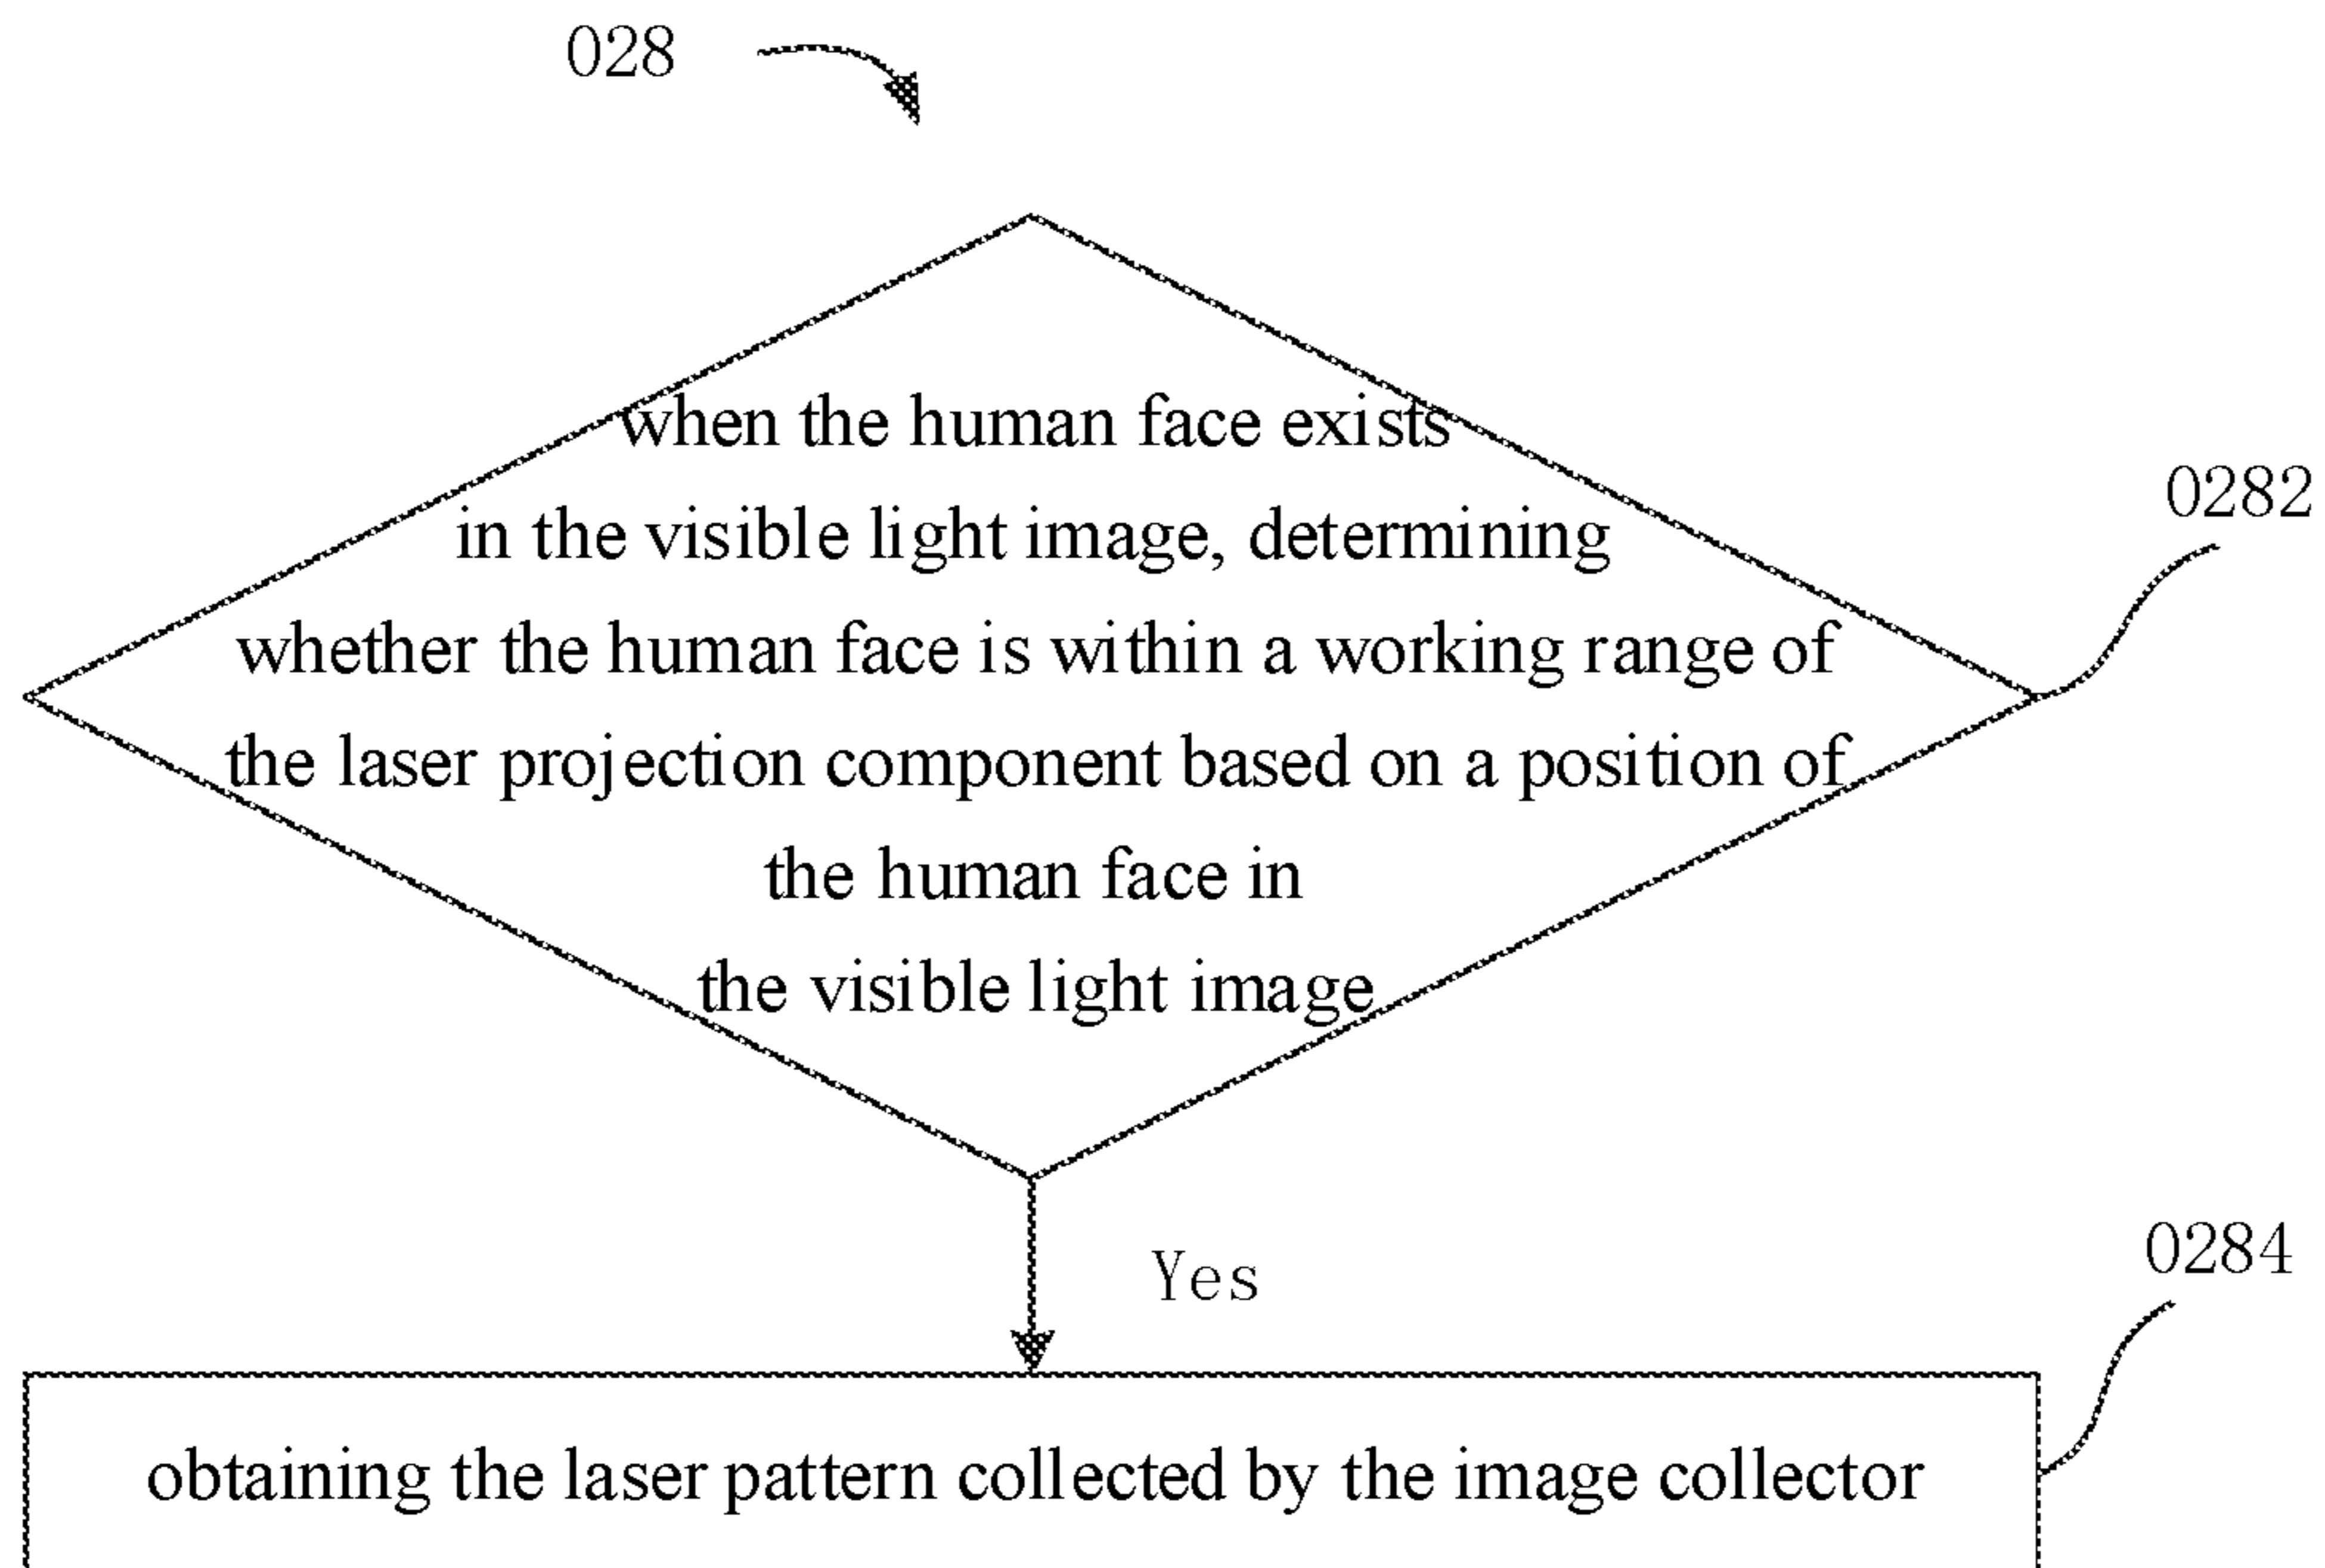 028
when the human face exists
in the visible light image, determining
whether the human face is within a working range of
the laser projection component based on a position of
the human face in
the visible light image
0282
Yes
0284
obtaining the laser pattern collected by the image collector